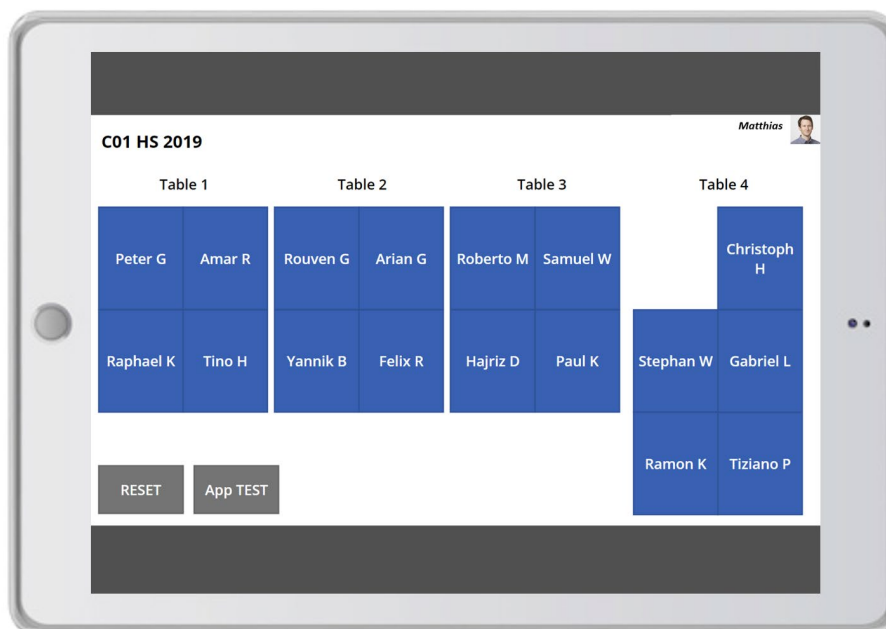 Matthias
C01 HS 2019
Table 1 Table 2 Table 3 Table 4
Peter G Amar R Rouven G Arian G Roberto M Samuel W Christoph
H
Raphael K Tino H Yannik B Felix R Hajriz D Paul K Stephan W Gabriel L
Ramon K Tiziano P
RESET App TEST